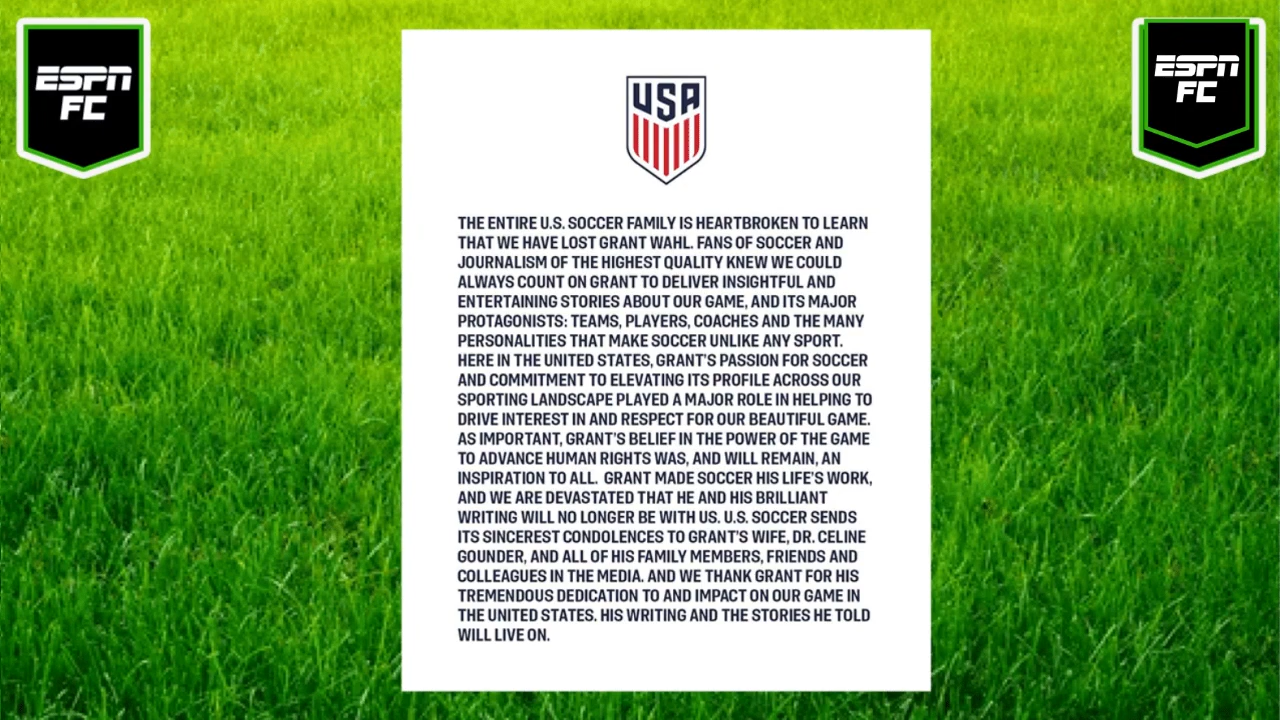 ESPN
FC
ESPN
FC
USA
THE ENTIRE U.S. SOCCER FAMILY IS HEARTBROKEN TO LEARN
THAT WE HAVE LOST GRANT WAHL. FANS OF SOCCER AND
JOURNALISM OF THE HIGHEST QUALITY KNEW WE COULD
ALWAYS COUNT ON GRANT TO DELIVER INSIGHTFUL AND
ENTERTAINING STORIES ABOUT OUR GAME, AND ITS MAJOR
PROTAGONISTS: TEAMS, PLAYERS, COACHES AND THE MANY
PERSONALITIES THAT MAKE SOCCER UNLIKE ANY SPORT.
HERE IN THE UNITED STATES, GRANT'S PASSION FOR SOCCER
AND COMMITMENT TO ELEVATING ITS PROFILE ACROSS OUR
SPORTING LANDSCAPE PLAYED A MAJOR ROLE IN HELPING TO
DRIVE INTEREST IN AND RESPECT FOR OUR BEAUTIFUL GAME.
AS IMPORTANT, GRANT'S BELIEF IN THE POWER OF THE GAME
TO ADVANCE HUMAN RIGHTS WAS, AND WILL REMAIN, AN
INSPIRATION TO ALL. GRANT MADE SOCCER HIS LIFE'S WORK,
AND WE ARE DEVASTATED THAT HE AND HIS BRILLIANT
WRITING WILL NO LONGER BE WITH US. U.S. SOCCER SENDS
ITS SINCEREST CONDOLENCES TO GRANT'S WIFE, DR. CELINE
GOUNDER, AND ALL OF HIS FAMILY MEMBERS, FRIENDS AND
COLLEAGUES IN THE MEDIA. AND WE THANK GRANT FOR HIS
TREMENDOUS DEDICATION TO AND IMPACT ON OUR GAME IN
THE UNITED STATES. HIS WRITING AND THE STORIES HE TOLD
WILL LIVE ON.